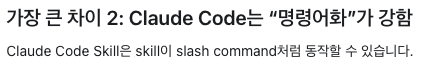 가장 큰 차이 2: Claude Code는 “명령어화”가 강함
Claude Code Skill은 skill이 slash command처럼 동작할 수 있습니다.